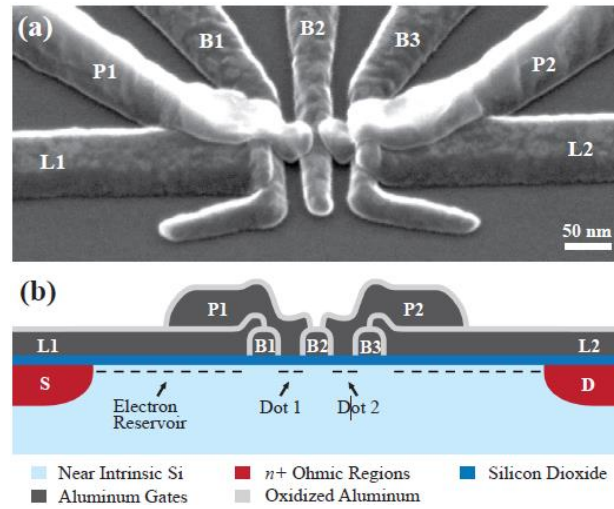 (a)
B1
B2
B3
P1
P2
L1
L2
50 nm
(b)
P1
P2
L1
B1
B2
B3
L2
S
D
Electron
Reservoir
Dot 1
Dot 2
Near Intrinsic Si
n+ Ohmic Regions
Silicon Dioxide
Aluminum Gates
Oxidized Aluminum